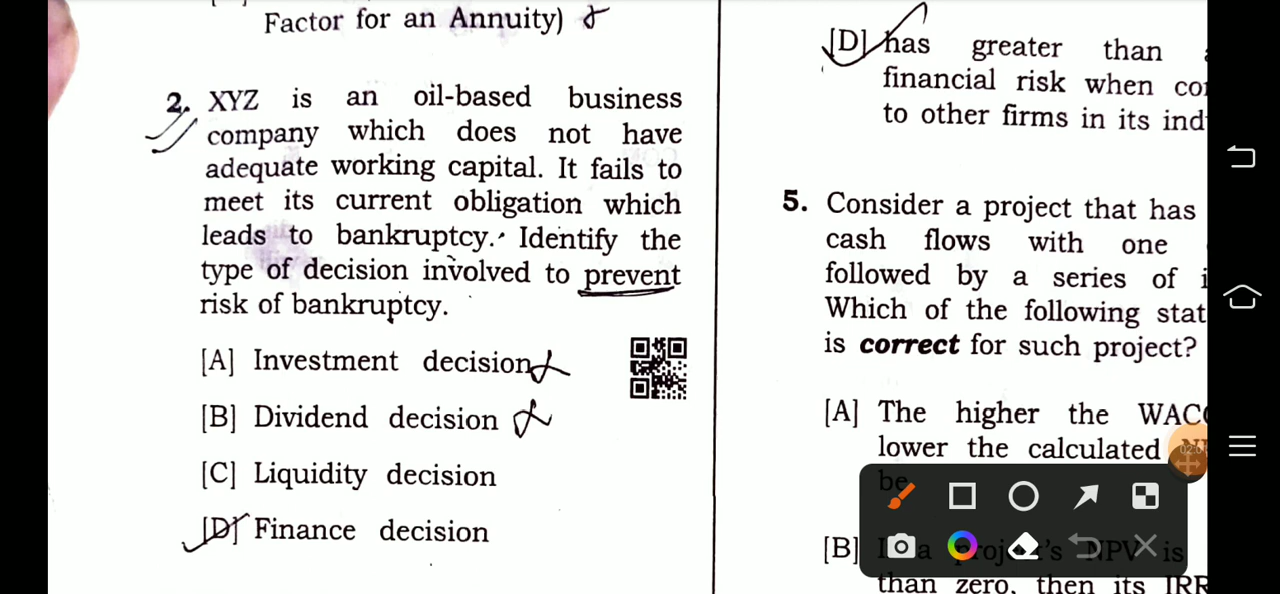 Factor for an Annuity)
2. XYZ is an oil-based business
company which does not have
adequate working capital. It fails to
meet its current obligation which
leads to bankruptcy. Identify the
type of decision involved to prevent
risk of bankruptcy.
[A] Investment decision
[B] Dividend decision
[C] Liquidity decision
[D] Finance decision
[D] has greater than
financial risk when
to other firms in its
5. Consider a project that has
cash flows with one
followed by a series of
Which of the following
is correct for such project?
[A] The higher the
lower the calculated
be
[B]
than zero, then its IRR